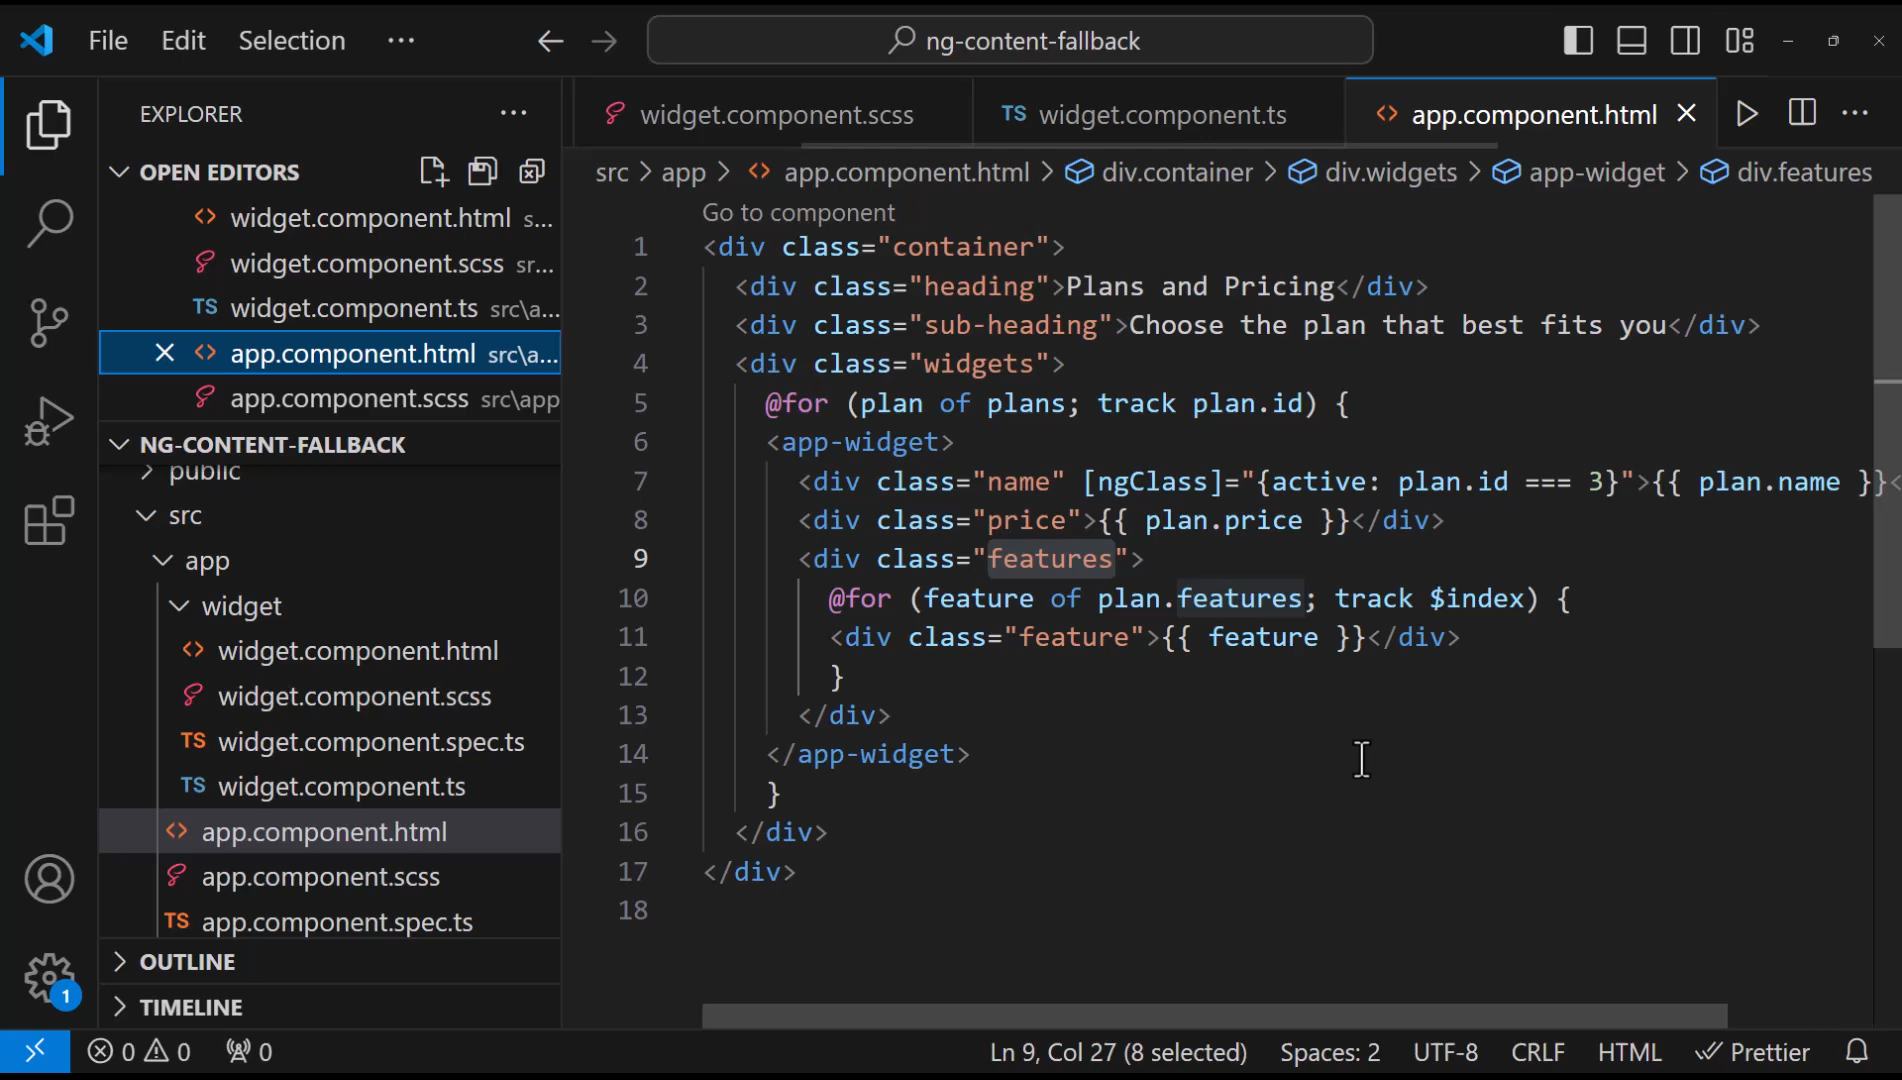 File Edit Selection ···
ng-content-fallback
EXPLORER ···
OPEN EDITORS
widget.component.html s...
widget.component.scss sr...
TS widget.component.ts src\a...
app.component.html src\a...
app.component.scss src\app
NG-CONTENT-FALLBACK
public
src
app
widget
widget.component.html
widget.component.scss
TS widget.component.spec.ts
TS widget.component.ts
app.component.html
app.component.scss
TS app.component.spec.ts
OUTLINE
TIMELINE
1
widget.component.scss
TS widget.component.ts
app.component.html
src > app > app.component.html > div.container > div.widgets > app-widget > div.features
Go to component
1 <div class="container">
2 <div class="heading">Plans and Pricing</div>
3 <div class="sub-heading">Choose the plan that best fits you</div>
4 <div class="widgets">
5 @for (plan of plans; track plan.id) {
6 <app-widget>
7 <div class="name" [ngClass]="{active: plan.id === 3}">{{ plan.name }}<
8 <div class="price">{{ plan.price }}</div>
9 <div class="features">
10 @for (feature of plan.features; track $index) {
11 <div class="feature">{{ feature }}</div>
12 }
13 </div>
14 </app-widget>
15 }
16 </div>
17 </div>
18
0 0 0
Ln 9, Col 27 (8 selected) Spaces: 2 UTF-8 CRLF HTML Prettier